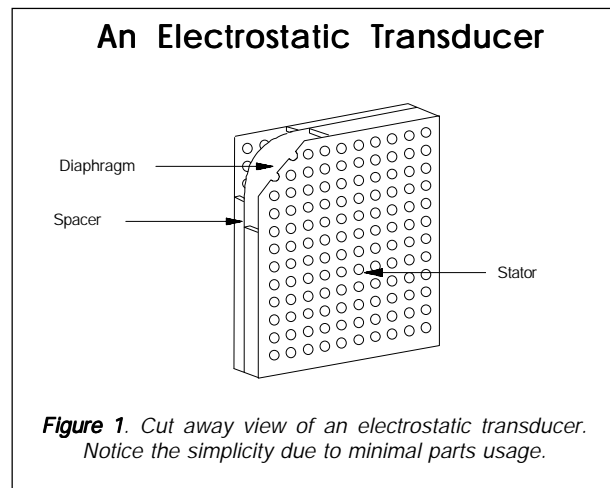 An Electrostatic Transducer
Diaphragm
Spacer
Stator
Figure 1. Cut away view of an electrostatic transducer.
Notice the simplicity due to minimal parts usage.